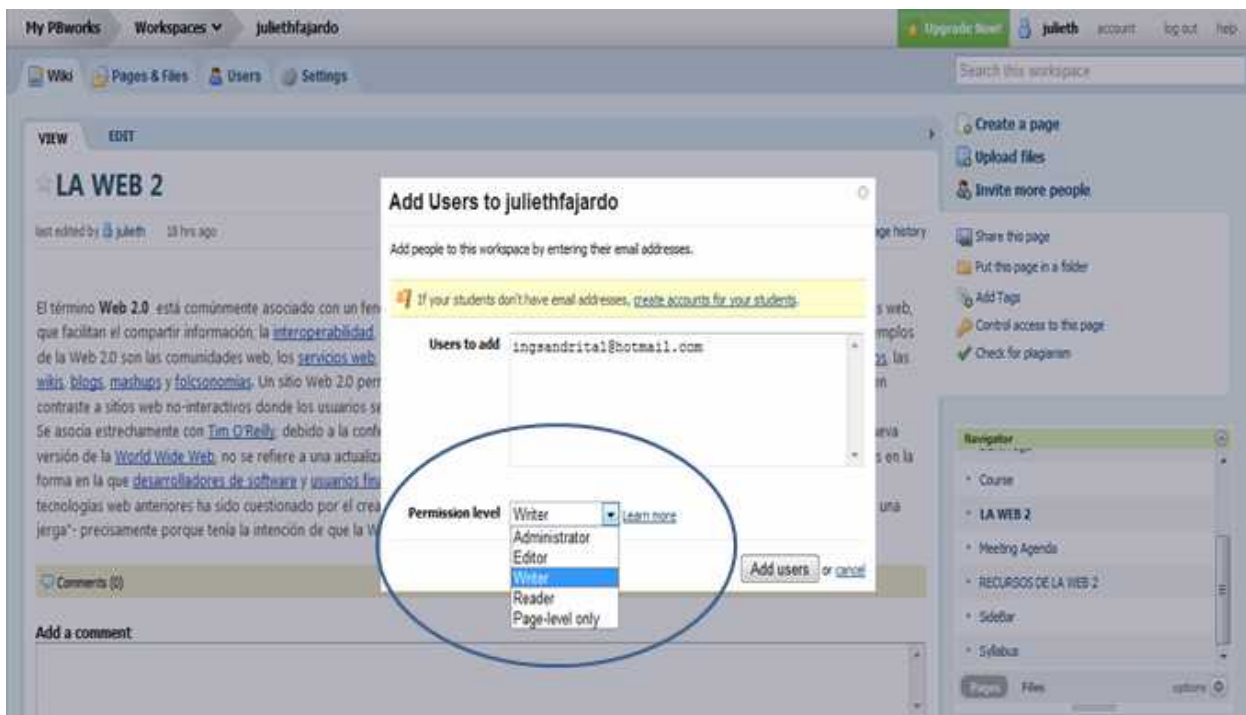 My PBworks Workspaces juliethfajardo
Upgrade Now! julieth account log out help
Wiki Pages & Files Users Settings
Search this workspace
VIEW EDIT
LA WEB 2
last edited by julieth 18 hrs ago
history
El término Web 2.0 está comúnmente asociado con un
s web,
que facilitan el compartir información, la interoperabilidad,
de la Web 2.0 son las comunidades web, los servicios web,
las
wikis, blogs, mashups y folcsonomías. Un sitio Web 2.0
contraste a sitios web no-interactivos donde los usuarios
Se asocia estrechamente con Tim O'Reilly, debido a la
versión de la World Wide Web, no se refiere a una
s en la
forma en la que desarrolladores de software y usuarios
tecnologías web anteriores ha sido cuestionado por el
una
jerga"- precisamente porque tenía la intención de que la
Comments (0)
Add a comment
Add Users to juliethfajardo
Add people to this workspace by entering their email addresses.
If your students don't have email addresses, create accounts for your students.
Users to add ingsandrital@hotmail.com
Permission level Writer Learn more
Administrator
Editor
Writer
Reader
Page-level only
Add users or cancel
Create a page
Upload files
Invite more people
Share this page
Put this page in a folder
Add Tags
Control access to this page
Check for plagiarism
Navigator
Course
LA WEB 2
Meeting Agenda
RECURSOS DE LA WEB 2
SideBar
Syllabus
Pages Files options